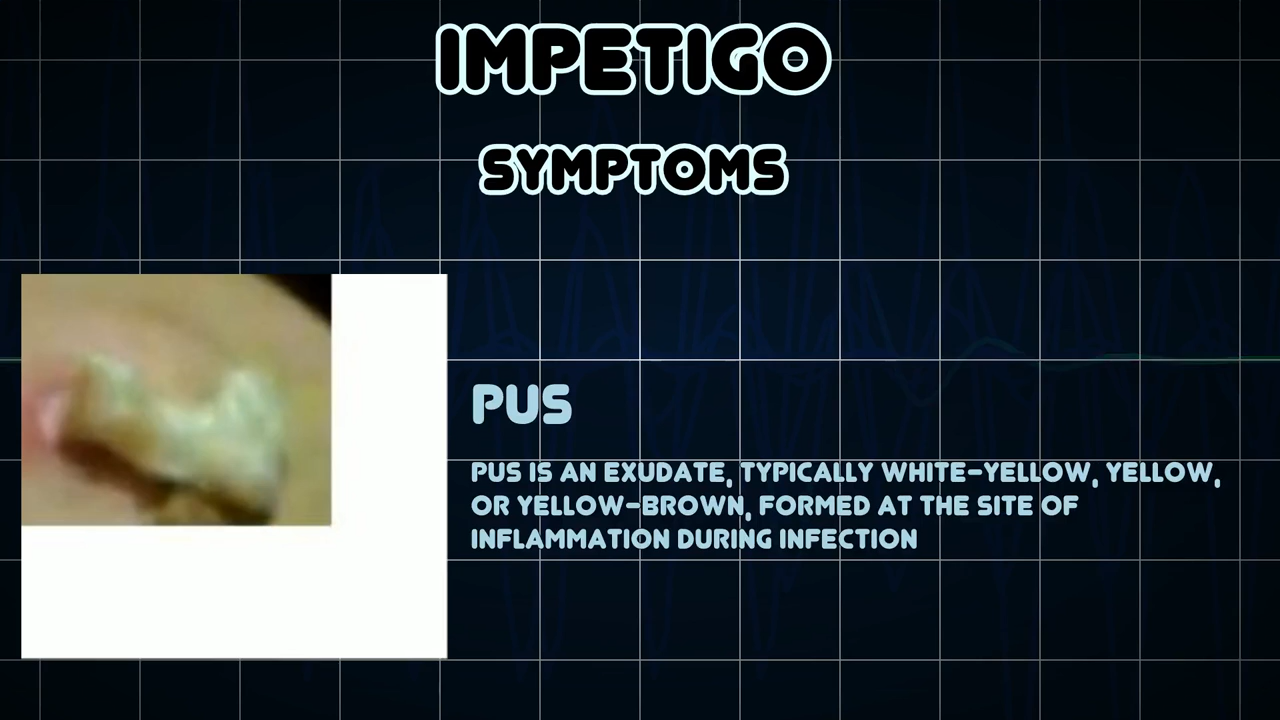 IMPETIGO
SYMPTOMS
PUS
PUS IS AN EXUDATE, TYPICALLY WHITE-YELLOW, YELLOW,
OR YELLOW-BROWN, FORMED AT THE SITE OF
INFLAMMATION DURING INFECTION